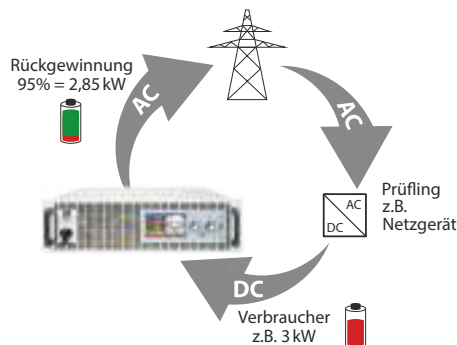 Rückgewinnung
95% = 2,85 kW
AC
AC
AC
DC
Prüfling
z.B.
Netzgerät
DC
Verbraucher
z.B. 3 kW